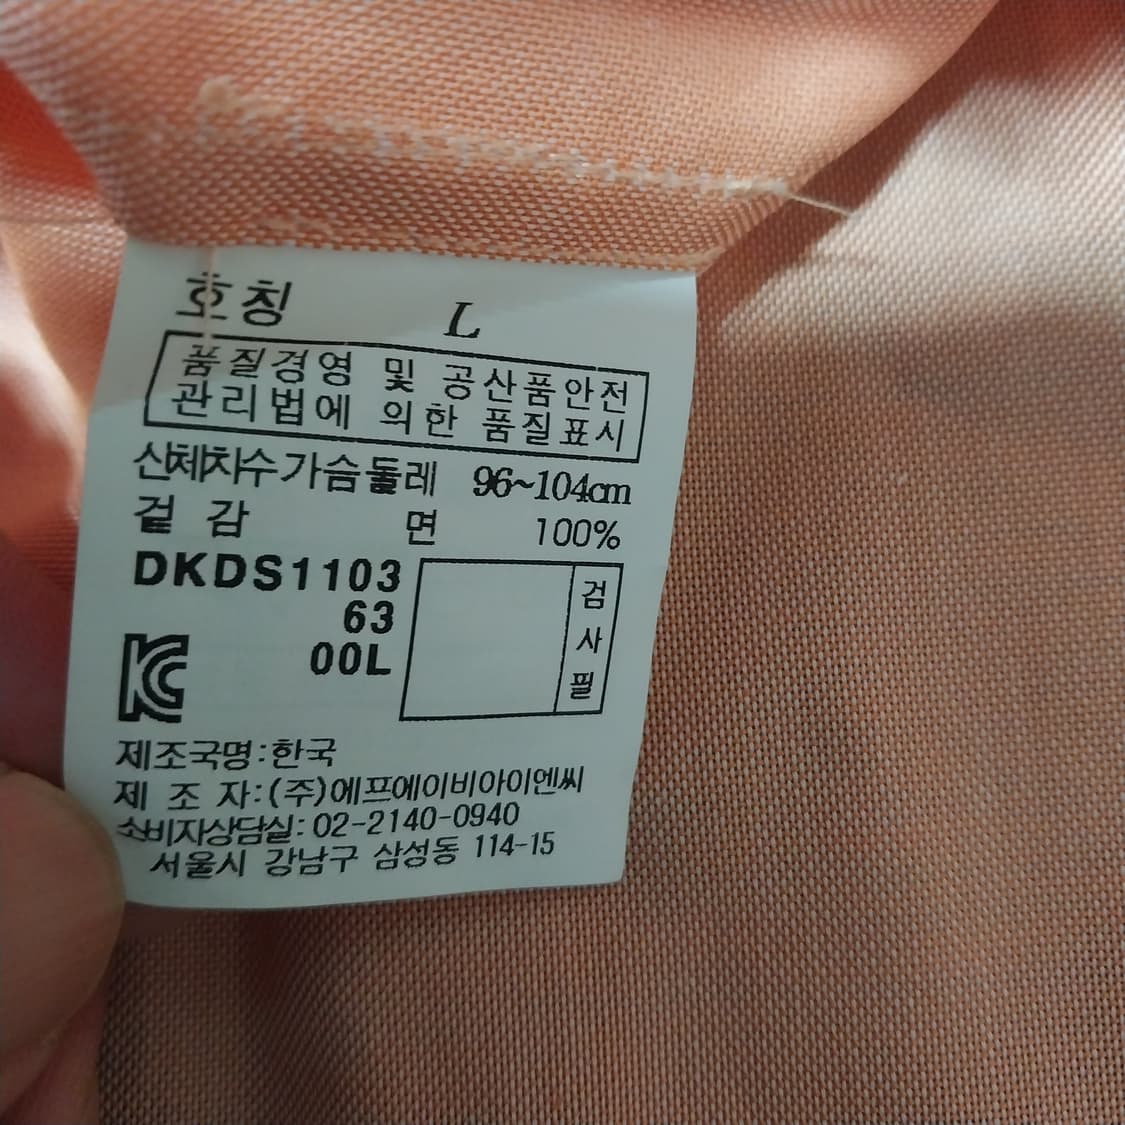 호칭 L
품질경영 및 공산품안전
관리법에 의한 품질표시
신체치수가슴둘레 96~104cm
겉감 면 100%
DKDS1103
63
00L
검사필
KC
제조국명:한국
제 조 자:(주)에프에이비아이엔씨
소비자상담실:02-2140-0940
서울시 강남구 삼성동 114-15